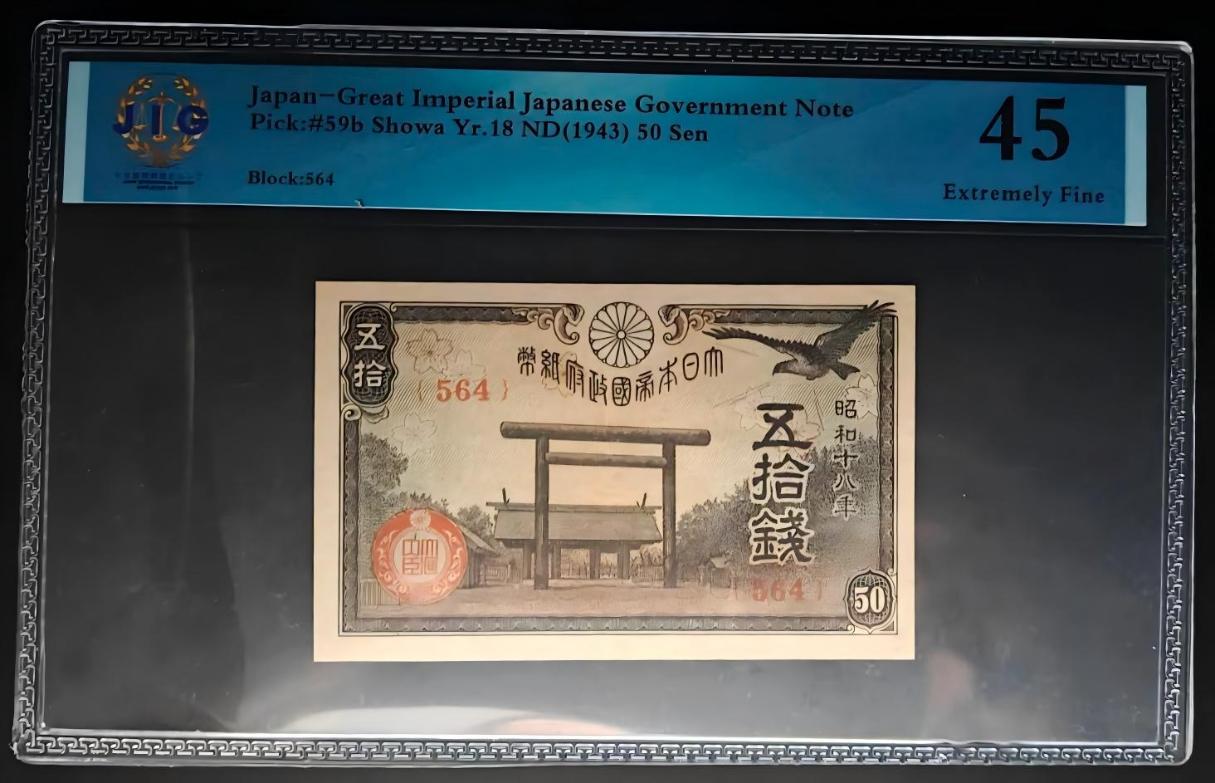 JIG
Japan-Great Imperial Japanese Government Note
Pick:#59b Showa Yr.18 ND(1943) 50 Sen
Block:564
45
Extremely Fine
五拾
幣紙府政國帝本日大
{564}
昭和十八年
五拾錢
{564}
50